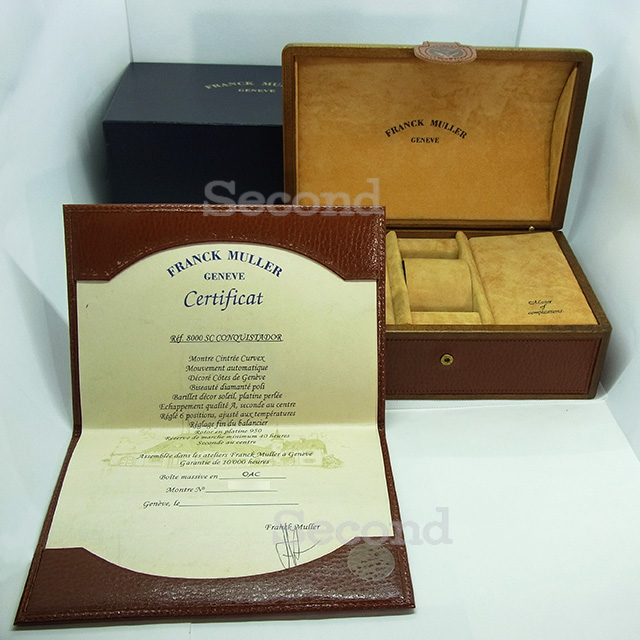 FRANCK MULLER
GENEVE
FRANCK MULLER
GENEVE
Master
of
complications
Second
FRANCK MULLER
GENEVE
Certificat
Réf. 8000 SC CONQUISTADOR
Montre Cintrée Curvex
Mouvement automatique
Décoré Côtes de Genève
Biseauté diamanté poli
Barillet décor soleil, platine perlée
Echappement qualité A, seconde au centre
Réglé 6 positions, ajusté aux températures
Réglage fin du balancier
Rotor en platine 950
Réserve de marche minimum 40 heures
Seconde au centre
Assemblée dans les ateliers Franck Muller à Genève
Garantie de 10'000 heures
Boîte massive en OAC
Montre N°
Genève, le
Franck Muller
Second